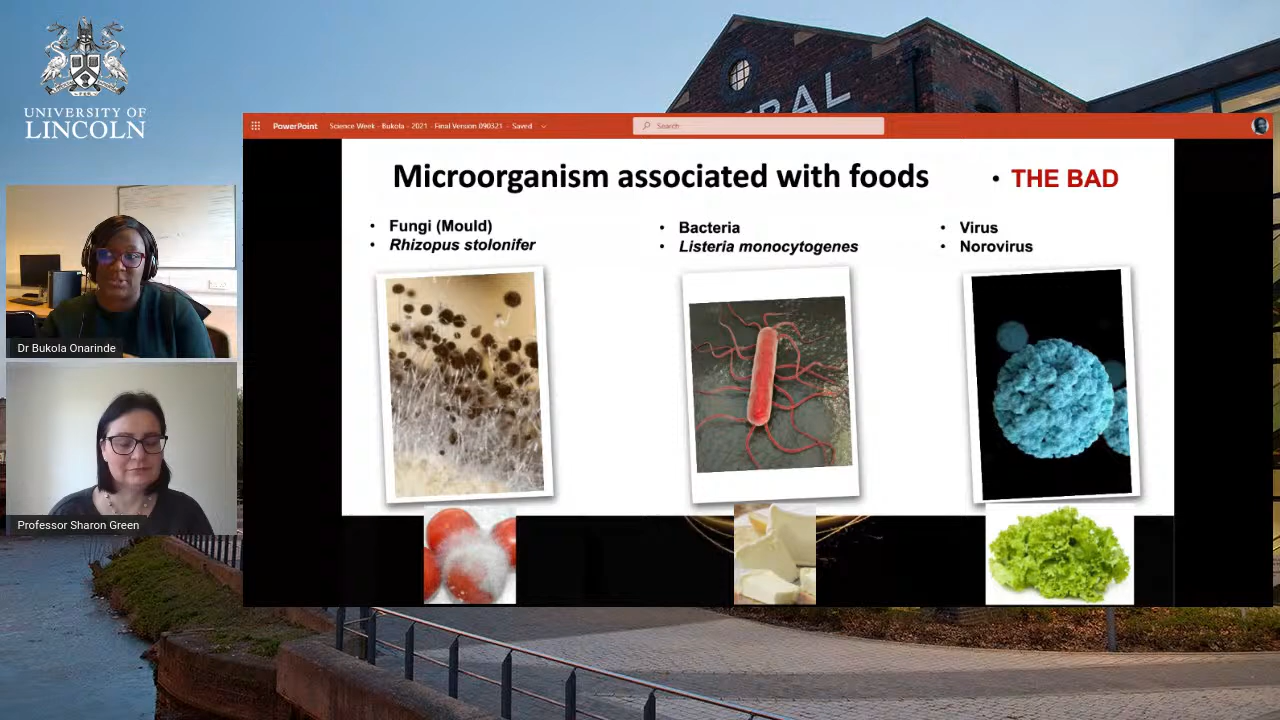 UNIVERSITY OF
LINCOLN
RAL
PowerPoint
Science Week - Bukola - 2021 - Final Version 090321 - Saved
Search
Microorganism associated with foods
• THE BAD
• Fungi (Mould)
• Rhizopus stolonifer
• Bacteria
• Listeria monocytogenes
• Virus
• Norovirus
Dr Bukola Onarinde
Professor Sharon Green